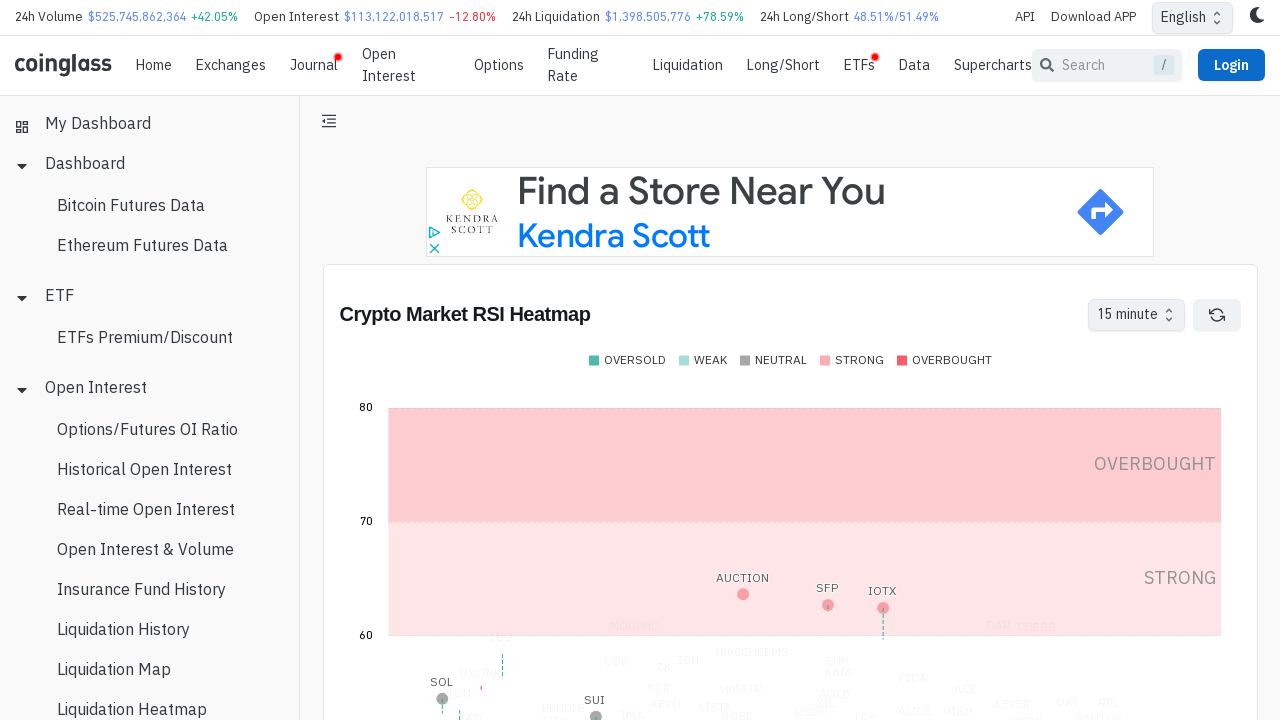 24h Volume $525,745,862,364 +42.05% Open Interest $113,122,018,517 -12.80% 24h Liquidation $1,398,505,776 +78.59% 24h Long/Short 48.51%/51.49% API Download APP English
coinglass Home Exchanges Journal Open Interest Options Funding Rate Liquidation Long/Short ETFs Data Supercharts Search / Login
My Dashboard
Dashboard
Bitcoin Futures Data
Ethereum Futures Data
ETF
ETFs Premium/Discount
Open Interest
Options/Futures OI Ratio
Historical Open Interest
Real-time Open Interest
Open Interest & Volume
Insurance Fund History
Liquidation History
Liquidation Map
Liquidation Heatmap
KENDRA
SCOTT
Find a Store Near You
Kendra Scott
Crypto Market RSI Heatmap 15 minute
OVERSOLD WEAK NEUTRAL STRONG OVERBOUGHT
80
OVERBOUGHT
70
STRONG
AUCTION SFP IOTX
60
LDO MORPHO DAR CHESS
1000CHEEMS
COW ZK ZEN CHR
UXLINK KAIA
FIDA
SOL SCR HMSTR ACE
TON AGLD
SUI AEVO ZIL LEVER OXT RPL
PENDLE LISTA
IMX ROSE USDC LRC ALICE HIGH
SANTOS